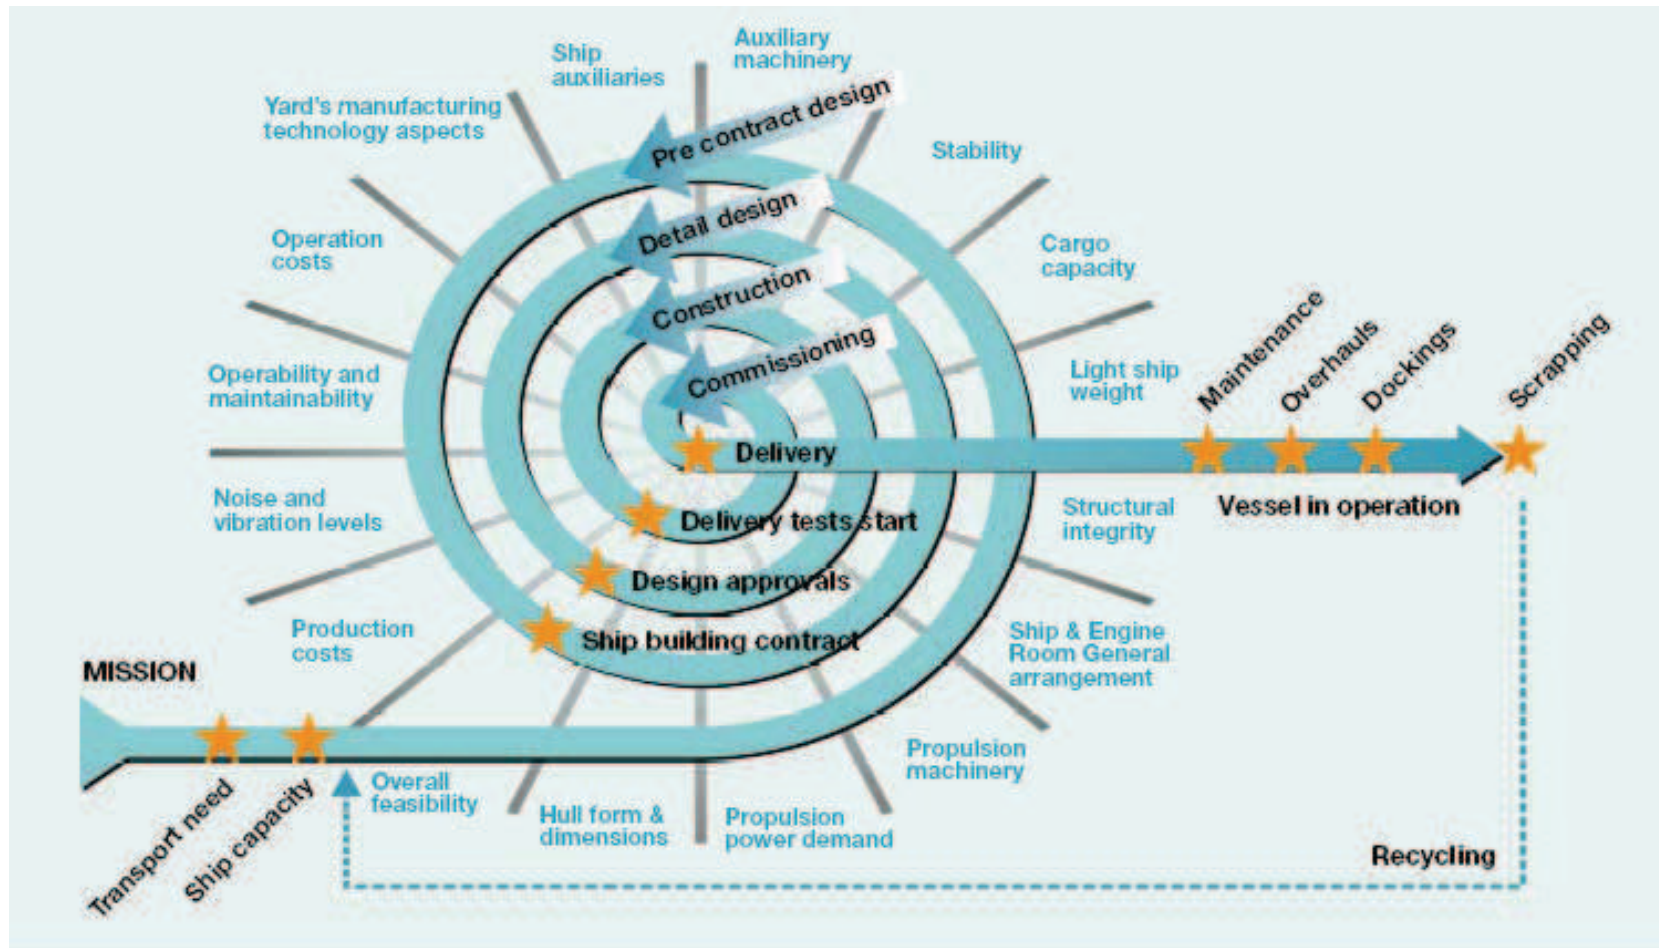 Auxiliary
machinery
Ship
auxiliaries
Pre contract design
Yard's manufacturing
technology aspects
Stability
Detail design
Operation
costs
Cargo
capacity
Construction
Commissioning
Operability and
maintainability
Light ship
weight
Maintenance
Overhauls
Dockings
Scrapping
Delivery
Noise and
vibration levels
Delivery tests start
Structural
integrity
Vessel in operation
Design approvals
Production
costs
Ship building contract
Ship & Engine
Room General
arrangement
MISSION
Propulsion
machinery
Overall
feasibility
Transport need
Ship capacity
Hull form &
dimensions
Propulsion
power demand
Recycling